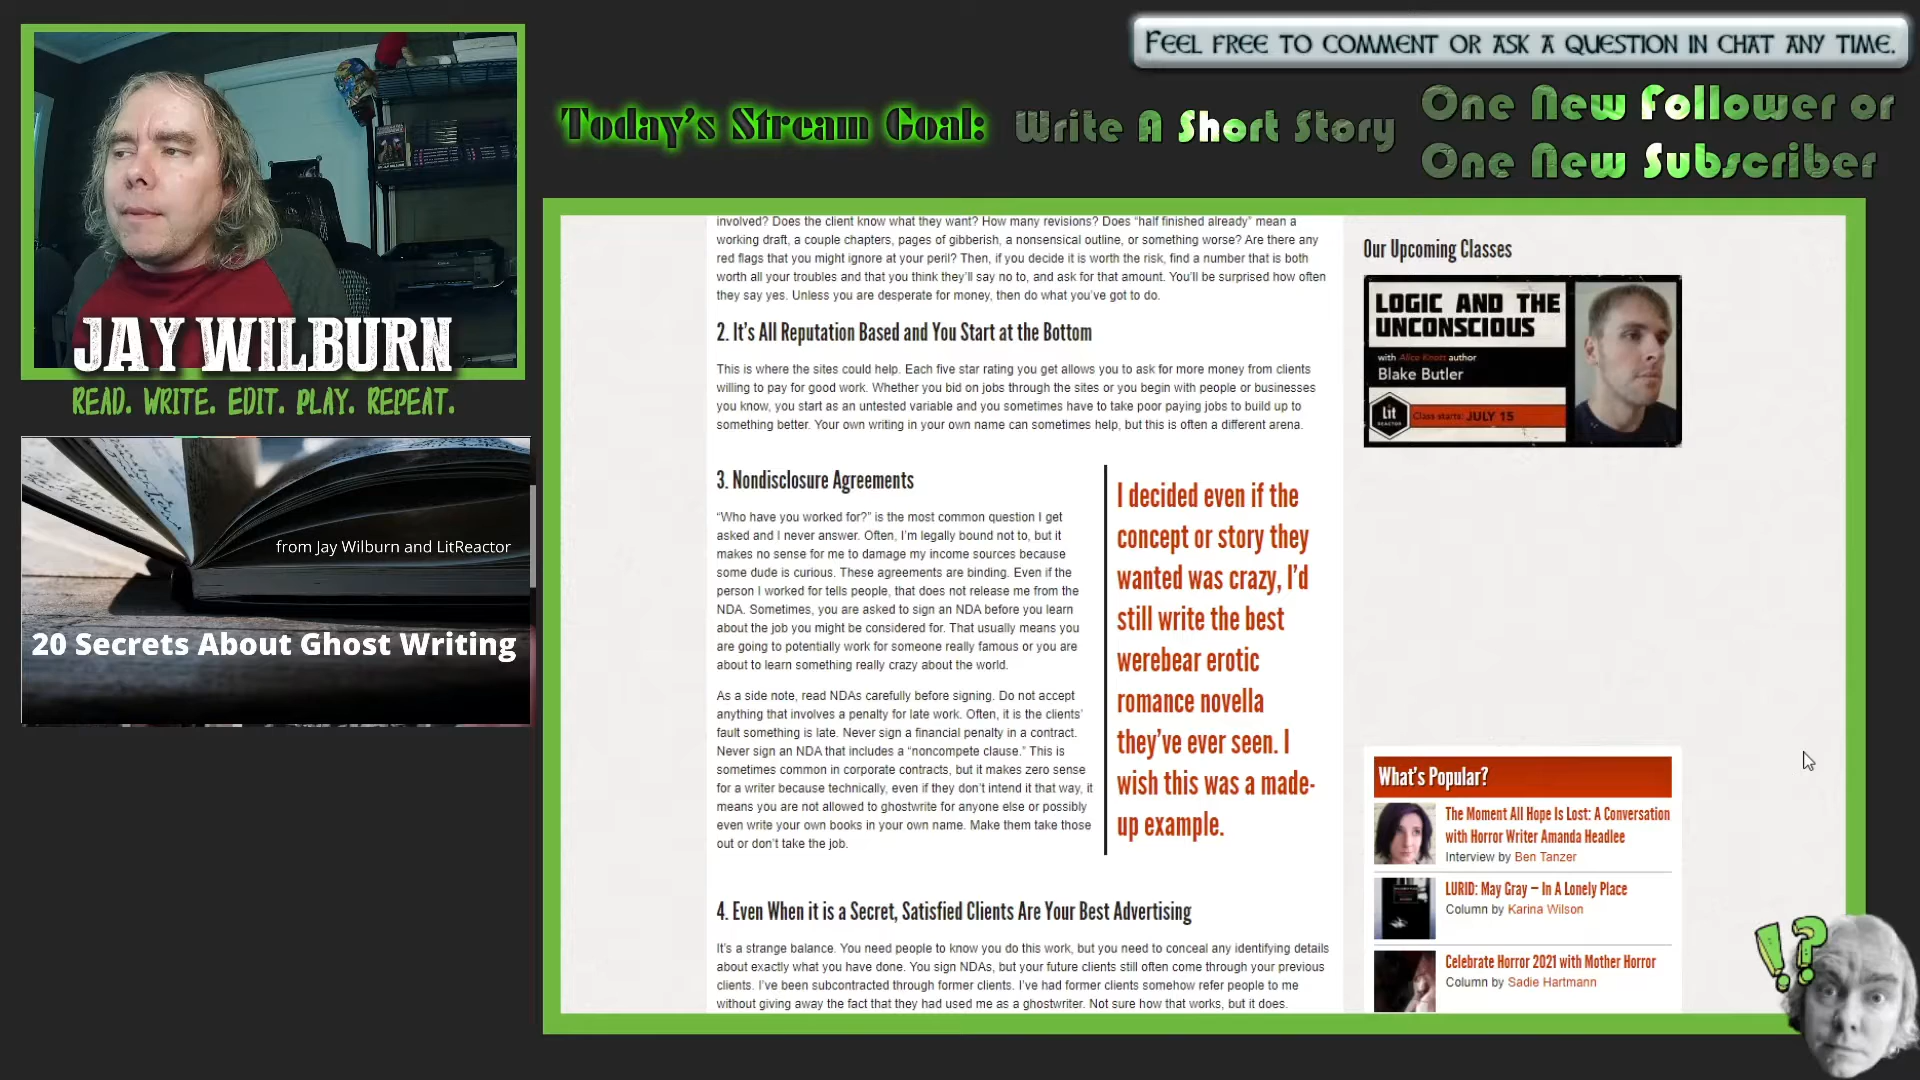 FEEL FREE TO COMMENT OR ASK A QUESTION IN CHAT ANY TIME.
Today's Stream Goal:
Write A Short Story
One New Follower or
One New Subscriber
JAY WILBURN
READ. WRITE. EDIT. PLAY. REPEAT.
from Jay Wilburn and LitReactor
20 Secrets About Ghost Writing
involved? Does the client know what they want? How many revisions? Does “half finished already” mean a
working draft, a couple chapters, pages of gibberish, a nonsensical outline, or something worse? Are there any
red flags that you might ignore at your peril? Then, if you decide it is worth the risk, find a number that is both
worth all your troubles and that you think they’ll say no to, and ask for that amount. You’ll be surprised how often
they say yes. Unless you are desperate for money, then do what you’ve got to do.
2. It’s All Reputation Based and You Start at the Bottom
This is where the sites could help. Each five star rating you get allows you to ask for more money from clients
willing to pay for good work. Whether you bid on jobs through the sites or you begin with people or businesses
you know, you start as an untested variable and you sometimes have to take poor paying jobs to build up to
something better. Your own writing in your own name can sometimes help, but this is often a different arena.
3. Nondisclosure Agreements
“Who have you worked for?” is the most common question I get
asked and I never answer. Often, I’m legally bound not to, but it
makes no sense for me to damage my income sources because
some dude is curious. These agreements are binding. Even if the
person I worked for tells people, that does not release me from the
NDA. Sometimes, you are asked to sign an NDA before you learn
about the job you might be considered for. That usually means you
are going to potentially work for someone really famous or you are
about to learn something really crazy about the world.
As a side note, read NDAs carefully before signing. Do not accept
anything that involves a penalty for late work. Often, it is the clients’
fault something is late. Never sign a financial penalty in a contract.
Never sign an NDA that includes a “noncompete clause.” This is
sometimes common in corporate contracts, but it makes zero sense
for a writer because technically, even if they don’t intend it that way, it
means you are not allowed to ghostwrite for anyone else or possibly
even write your own books in your own name. Make them take those
out or don’t take the job.
I decided even if the
concept or story they
wanted was crazy, I’d
still write the best
werebear erotic
romance novella
they’ve ever seen. I
wish this was a made-
up example.
4. Even When it is a Secret, Satisfied Clients Are Your Best Advertising
It’s a strange balance. You need people to know you do this work, but you need to conceal any identifying details
about exactly what you have done. You sign NDAs, but your future clients still often come through your previous
clients. I’ve been subcontracted through former clients. I’ve had former clients somehow refer people to me
without giving away the fact that they had used me as a ghostwriter. Not sure how that works, but it does.
Our Upcoming Classes
LOGIC AND THE
UNCONSCIOUS
with Alice Knott author
Blake Butler
Lit
REACTOR
Class starts: JULY 15
What’s Popular?
The Moment All Hope Is Lost: A Conversation
with Horror Writer Amanda Headlee
Interview by Ben Tanzer
LURID: May Gray – In A Lonely Place
Column by Karina Wilson
Celebrate Horror 2021 with Mother Horror
Column by Sadie Hartmann
!?